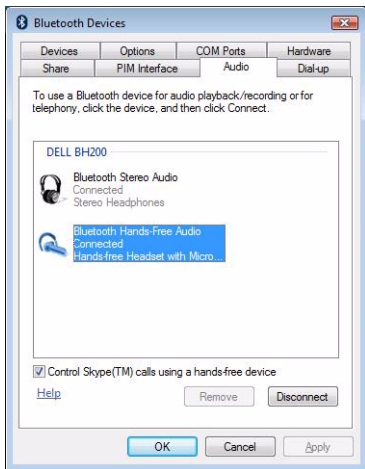 Bluetooth Devices
Devices Options COM Ports Hardware
Share PIM Interface Audio Dial-up
To use a Bluetooth device for audio playback/recording or for
telephony, click the device, and then click Connect.
DELL BH200
Bluetooth Stereo Audio
Connected
Stereo Headphones
Bluetooth Hands-Free Audio
Connected
Hands-free Headset with Micro...
Control Skype(TM) calls using a hands-free device
Help Remove Disconnect
OK Cancel Apply